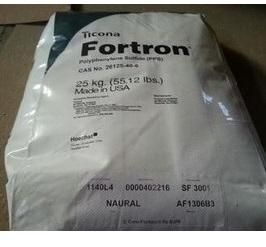 Ticona
Fortron®
Polyphenylene Sulfide (PPS)
CAS No. 26125-40-6
25 kg. (55.12 lbs.)
Made in USA
Hoechst
1140L4 0000402216 SF 3001
NAURAL AF1306B3